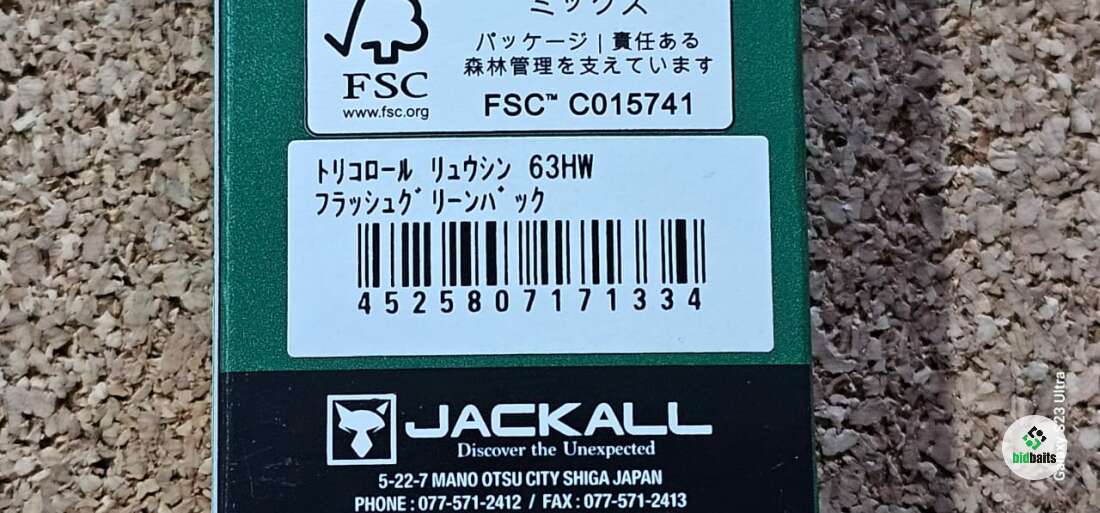 ミックス
FSC
www.fsc.org
パッケージ | 責任ある
森林管理を支えています
FSC™ C015741
トリコロール リュウシン 63HW
フラッシュグリーンバック
4525807171334
JACKALL
Discover the Unexpected
5-22-7 MANO OTSU CITY SHIGA JAPAN
PHONE : 077-571-2412 / FAX : 077-571-2413
Galaxy S23 Ultra
bidbaits